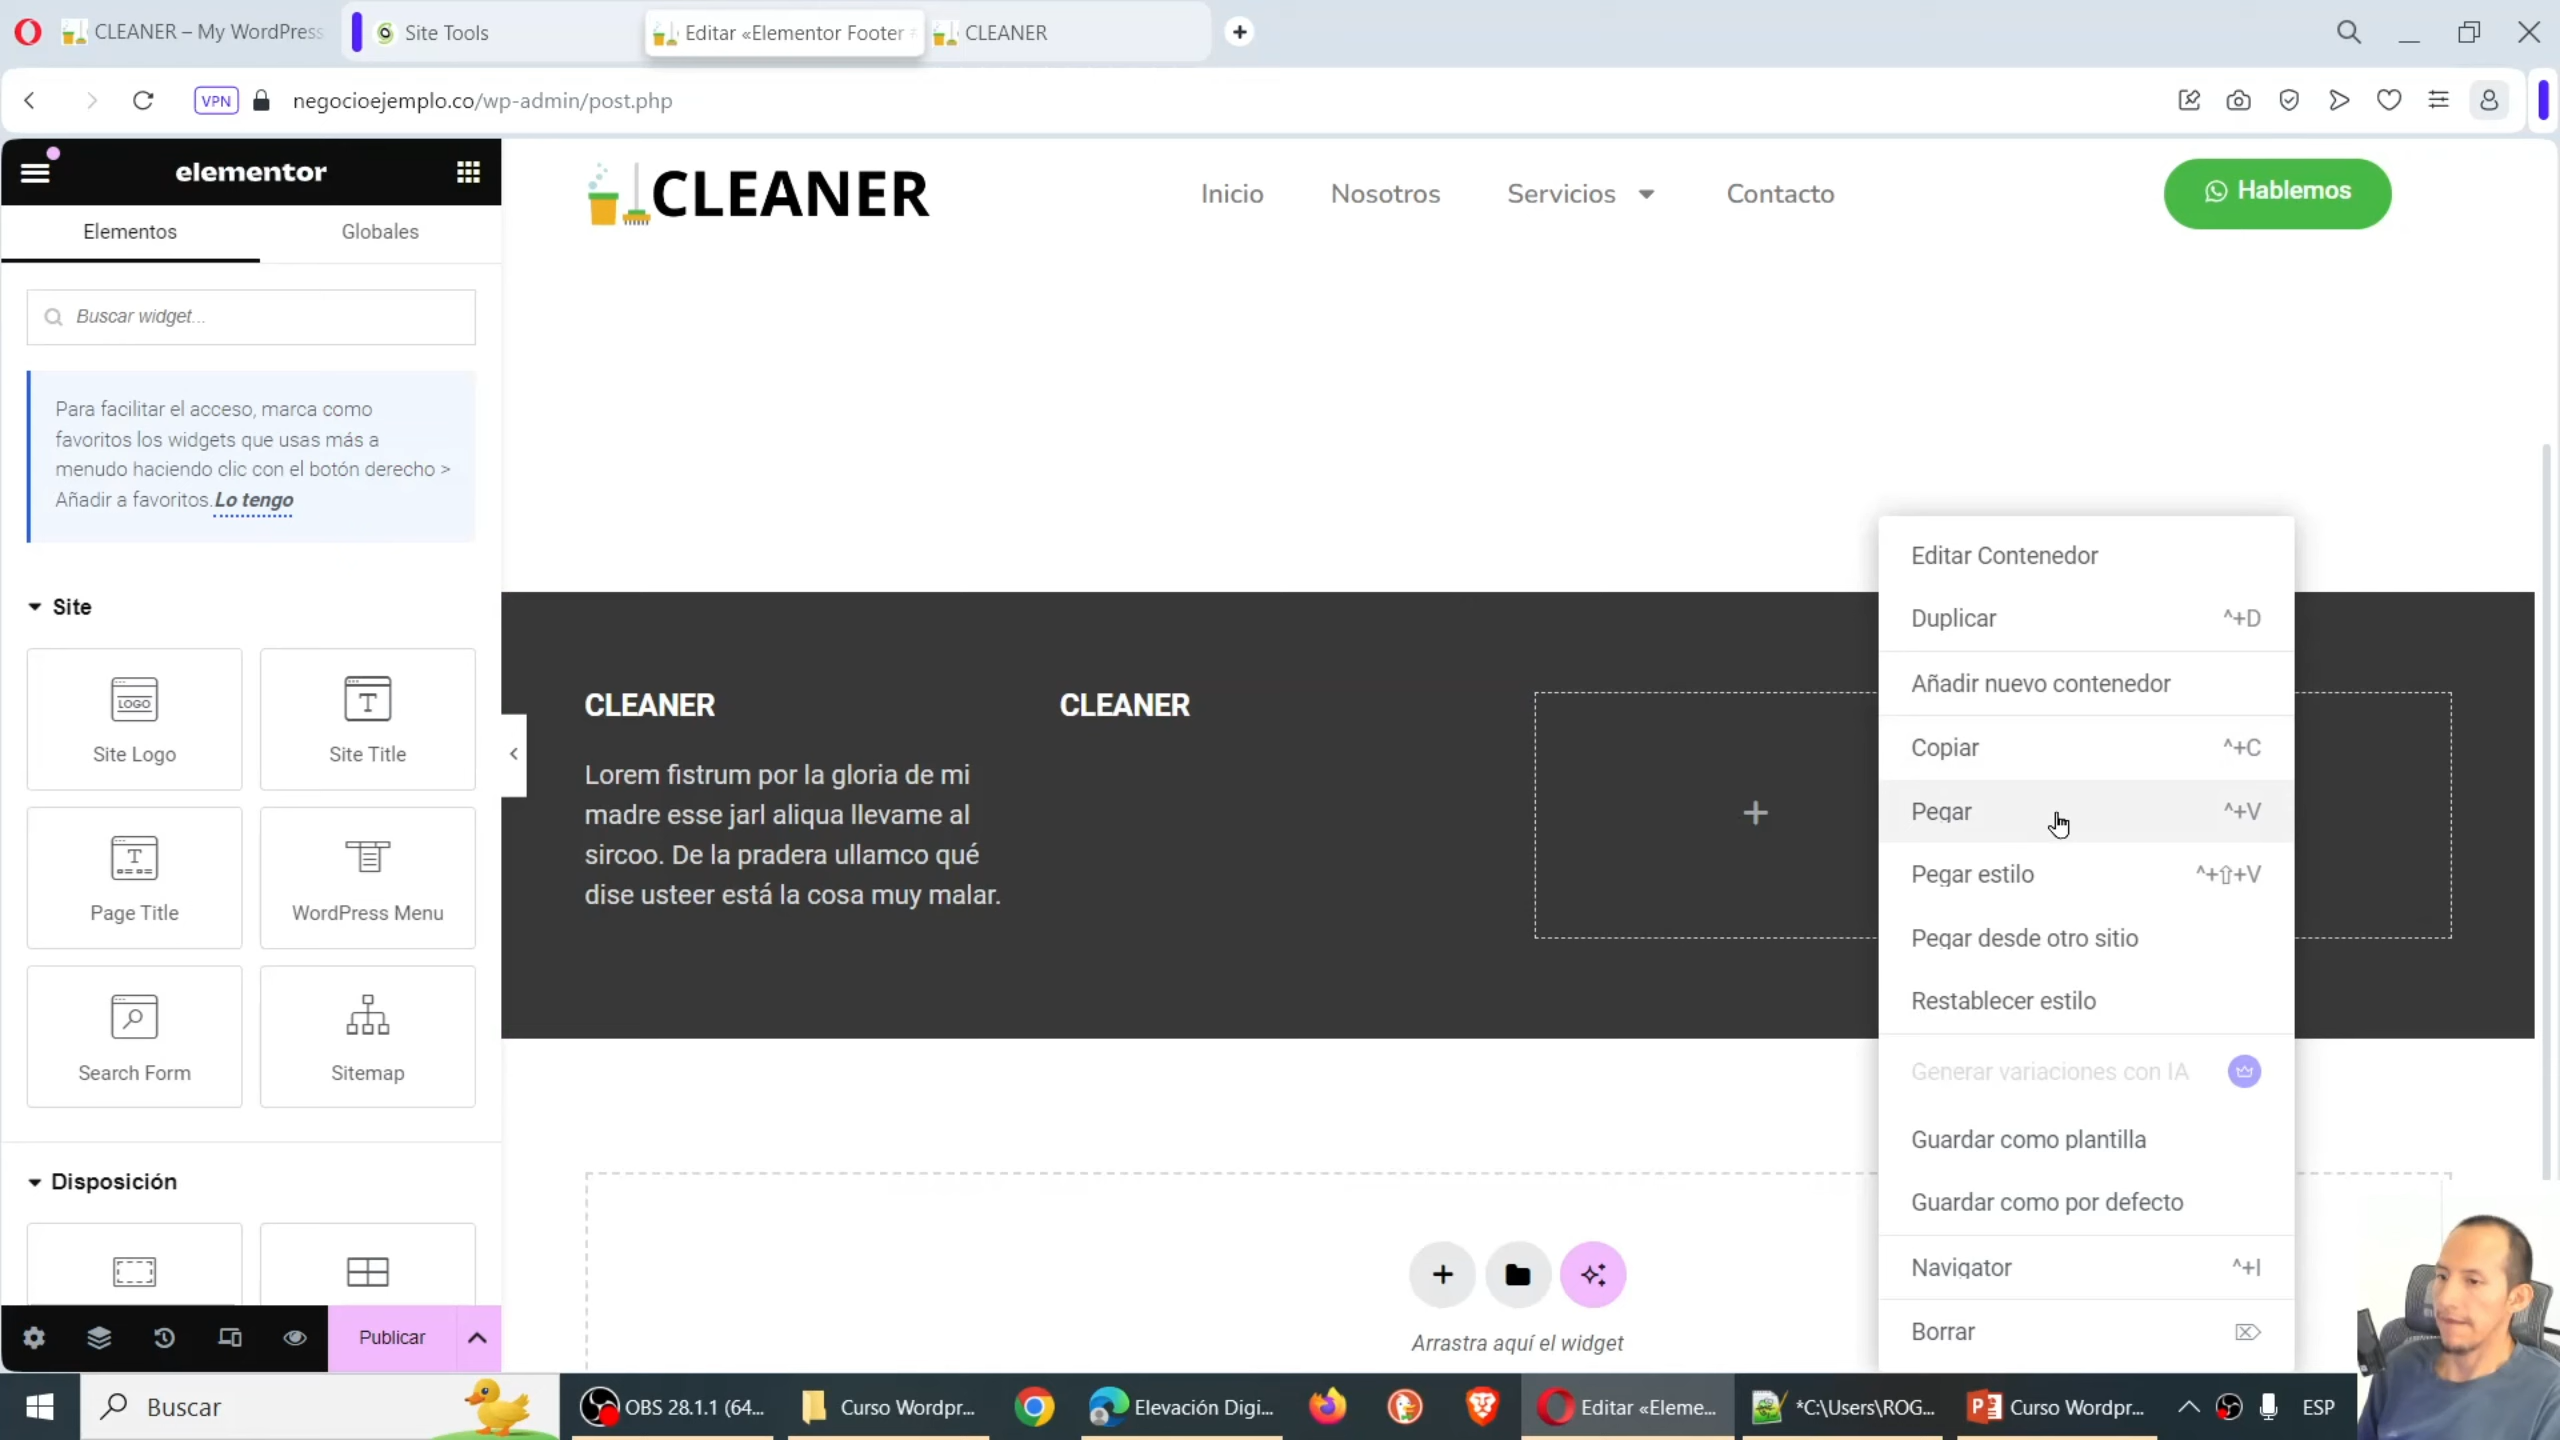 CLEANER – My WordPress
Site Tools
Editar «Elementor Footer
CLEANER
VPN
negocioejemplo.co/wp-admin/post.php
elementor
Elementos
Globales
Buscar widget...
Para facilitar el acceso, marca como
favoritos los widgets que usas más a
menudo haciendo clic con el botón derecho >
Añadir a favoritos. Lo tengo
Site
LOGO
Site Logo
T
Site Title
T
Page Title
WordPress Menu
Search Form
Sitemap
Disposición
Publicar
CLEANER
Inicio
Nosotros
Servicios
Contacto
Hablemos
CLEANER
Lorem fistrum por la gloria de mi
madre esse jarl aliqua llevame al
sircoo. De la pradera ullamco qué
dise usteer está la cosa muy malar.
CLEANER
Arrastra aquí el widget
Editar Contenedor
Duplicar ^+D
Añadir nuevo contenedor
Copiar ^+C
Pegar ^+V
Pegar estilo ^+⇧+V
Pegar desde otro sitio
Restablecer estilo
Generar variaciones con IA
Guardar como plantilla
Guardar como por defecto
Navigator ^+I
Borrar
Buscar
OBS 28.1.1 (64...
Curso Wordpr...
Elevación Digi...
Editar «Eleme...
*C:\Users\ROG...
Curso Wordpr...
ESP